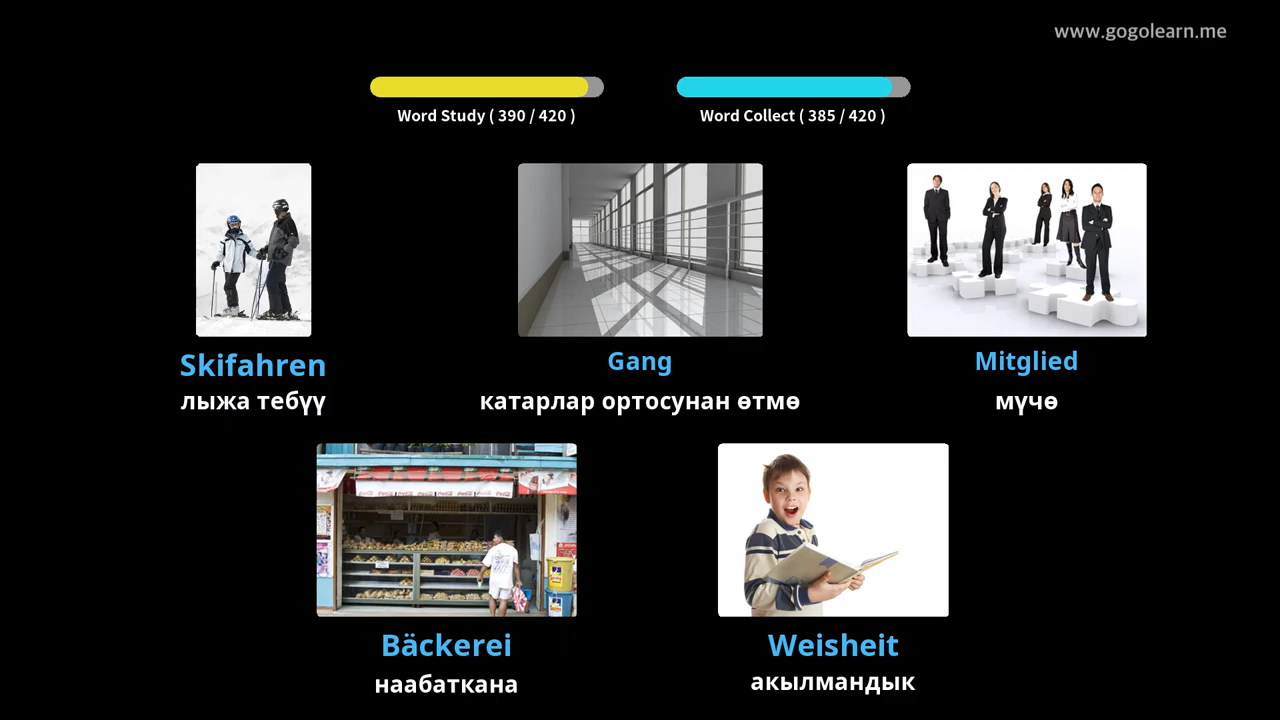 www.gogolearn.me
Word Study ( 390 / 420 )
Word Collect ( 385 / 420 )
Skifahren
лыжа тебүү
Gang
катарлар ортосунан өтмө
Mitglied
мүчө
Bäckerei
наабаткана
Weisheit
акылмандык